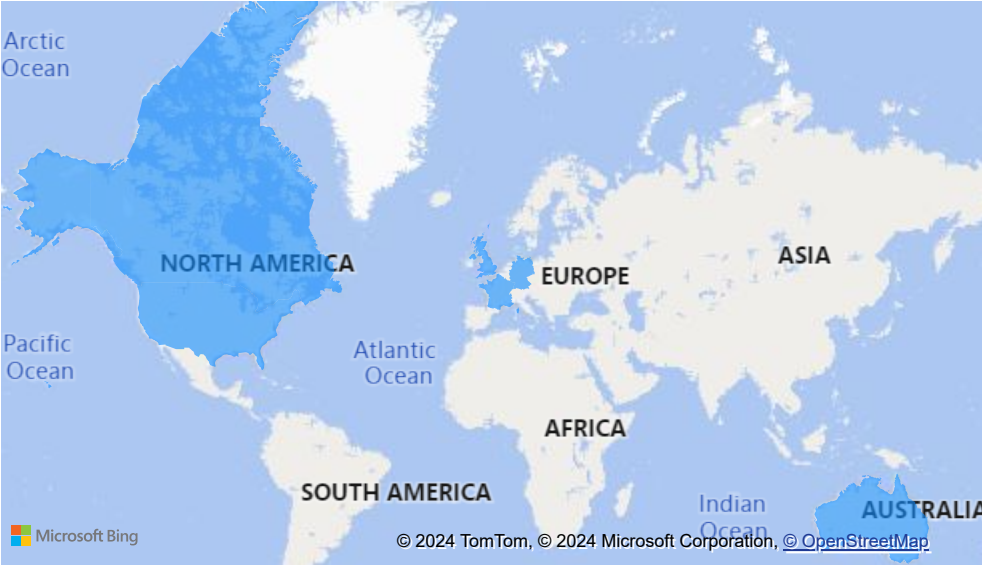 Arctic
Ocean
NORTH AMERICA
EUROPE
ASIA
Pacific
Ocean
Atlantic
Ocean
AFRICA
SOUTH AMERICA
Indian
Ocean
AUSTRALIA
Microsoft Bing
© 2024 TomTom, © 2024 Microsoft Corporation, © OpenStreetMap